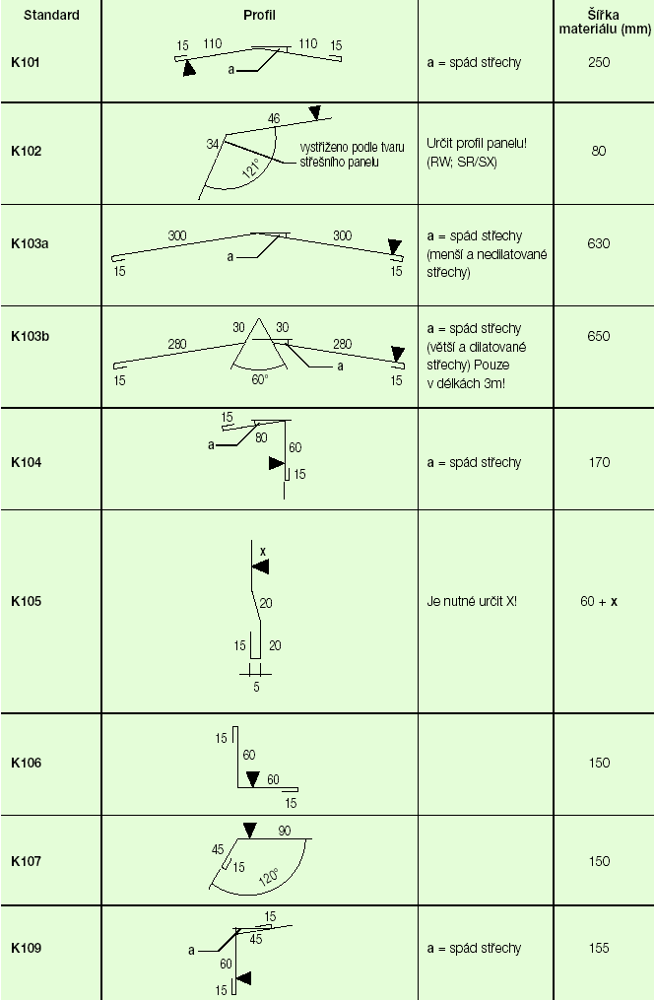 Standard
Profil
Šířka
materiálu (mm)
K101
15
110
110
15
a
a = spád střechy
250
K102
46
34
121°
vystřiženo podle tvaru
střešního panelu
Určit profil panelu!
(RW; SR/SX)
80
K103a
300
300
15
a
15
a = spád střechy
(menší a nedilatované
střechy)
630
K103b
30
30
280
280
15
60°
a
15
a = spád střechy
(větší a dilatované
střechy) Pouze
v délkách 3m!
650
K104
15
80
a
60
15
a = spád střechy
170
K105
x
20
15
20
5
Je nutné určit X!
60 + x
K106
15
60
60
15
150
K107
90
45
15
120°
150
K109
15
45
a
60
15
a = spád střechy
155